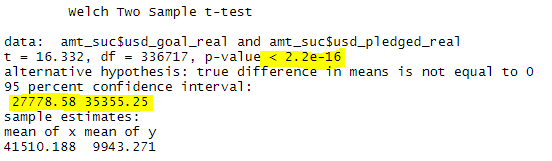 Welch Two Sample t-test
data: amt_suc$usd_goal_real and amt_suc$usd_pledged_real
t = 16.332, df = 336717, p-value < 2.2e-16
alternative hypothesis: true difference in means is not equal to 0
95 percent confidence interval:
27778.58 35355.25
sample estimates:
mean of x mean of y
41510.188 9943.271